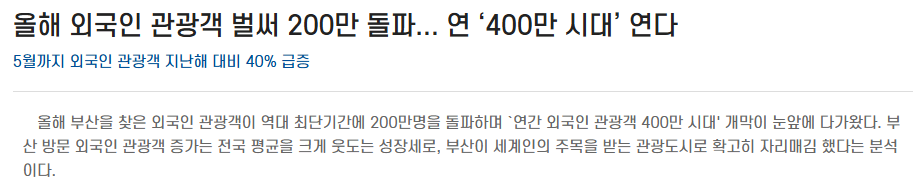 올해 외국인 관광객 벌써 200만 돌파... 연 ‘400만 시대’ 연다
5월까지 외국인 관광객 지난해 대비 40% 급증
올해 부산을 찾은 외국인 관광객이 역대 최단기간에 200만명을 돌파하며 `연간 외국인 관광객 400만 시대' 개막이 눈앞에 다가왔다. 부
산 방문 외국인 관광객 증가는 전국 평균을 크게 웃도는 성장세로, 부산이 세계인의 주목을 받는 관광도시로 확고히 자리매김 했다는 분석
이다.